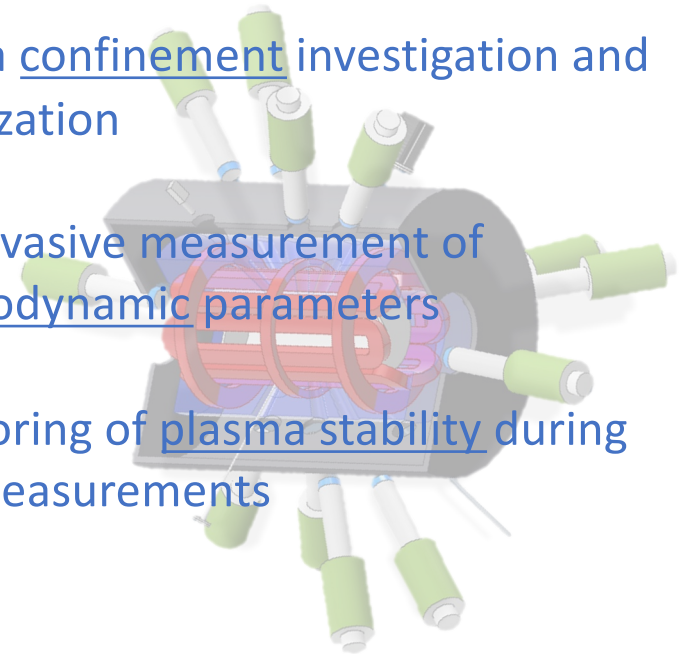 n confinement investigation and
zation
vasive measurement of
odynamic parameters
oring of plasma stability during
easurements